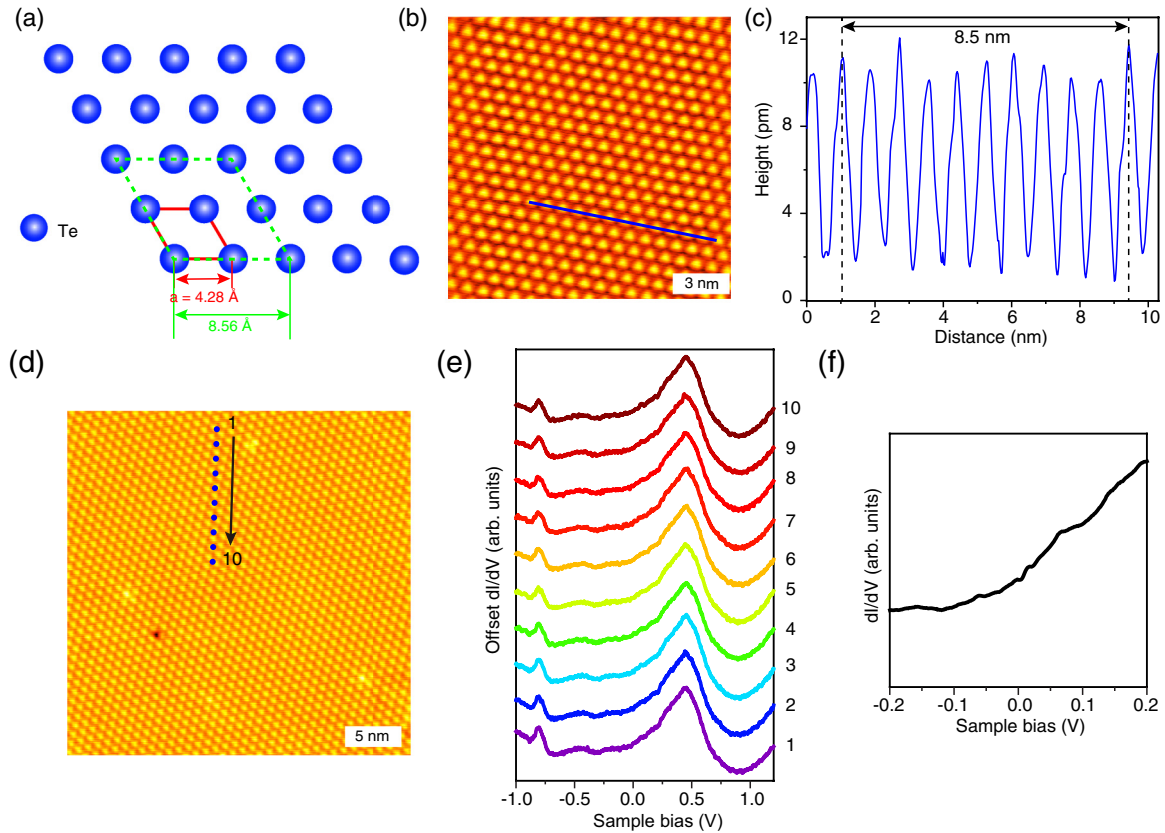 (a)
Te
a = 4.28 Å
8.56 Å
(b)
3 nm
(c)
8.5 nm
12
8
4
0
Height (pm)
0 2 4 6 8 10
Distance (nm)
(d)
1
10
5 nm
(e)
Offset dI/dV (arb. units)
10
9
8
7
6
5
4
3
2
1
-1.0 -0.5 0.0 0.5 1.0
Sample bias (V)
(f)
dI/dV (arb. units)
-0.2 -0.1 0.0 0.1 0.2
Sample bias (V)